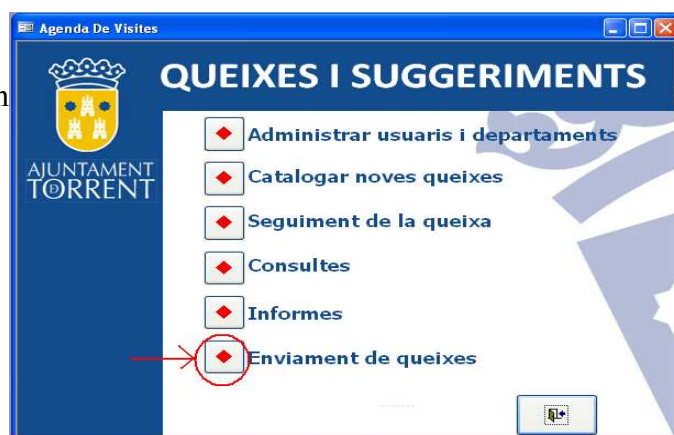 Agenda De Visites
QUEIXES I SUGGERIMENTS
AJUNTAMENT
DE TORRENT
Administrar usuaris i departaments
Catalogar noves queixes
Seguiment de la queixa
Consultes
Informes
Enviament de queixes